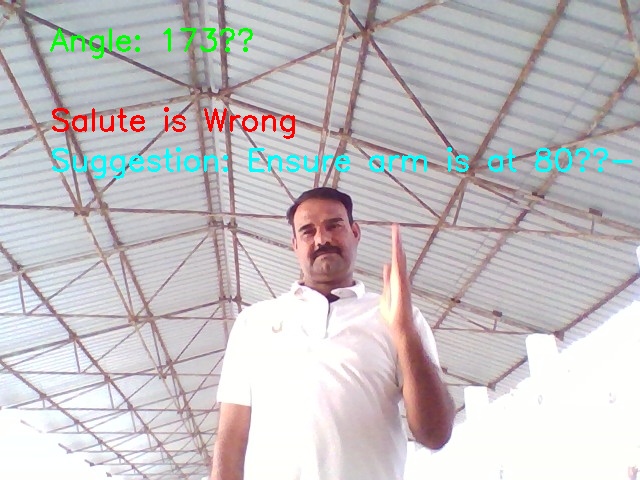 Angle: 173??
Salute is Wrong
Suggestion: Ensure arm is at 80??-